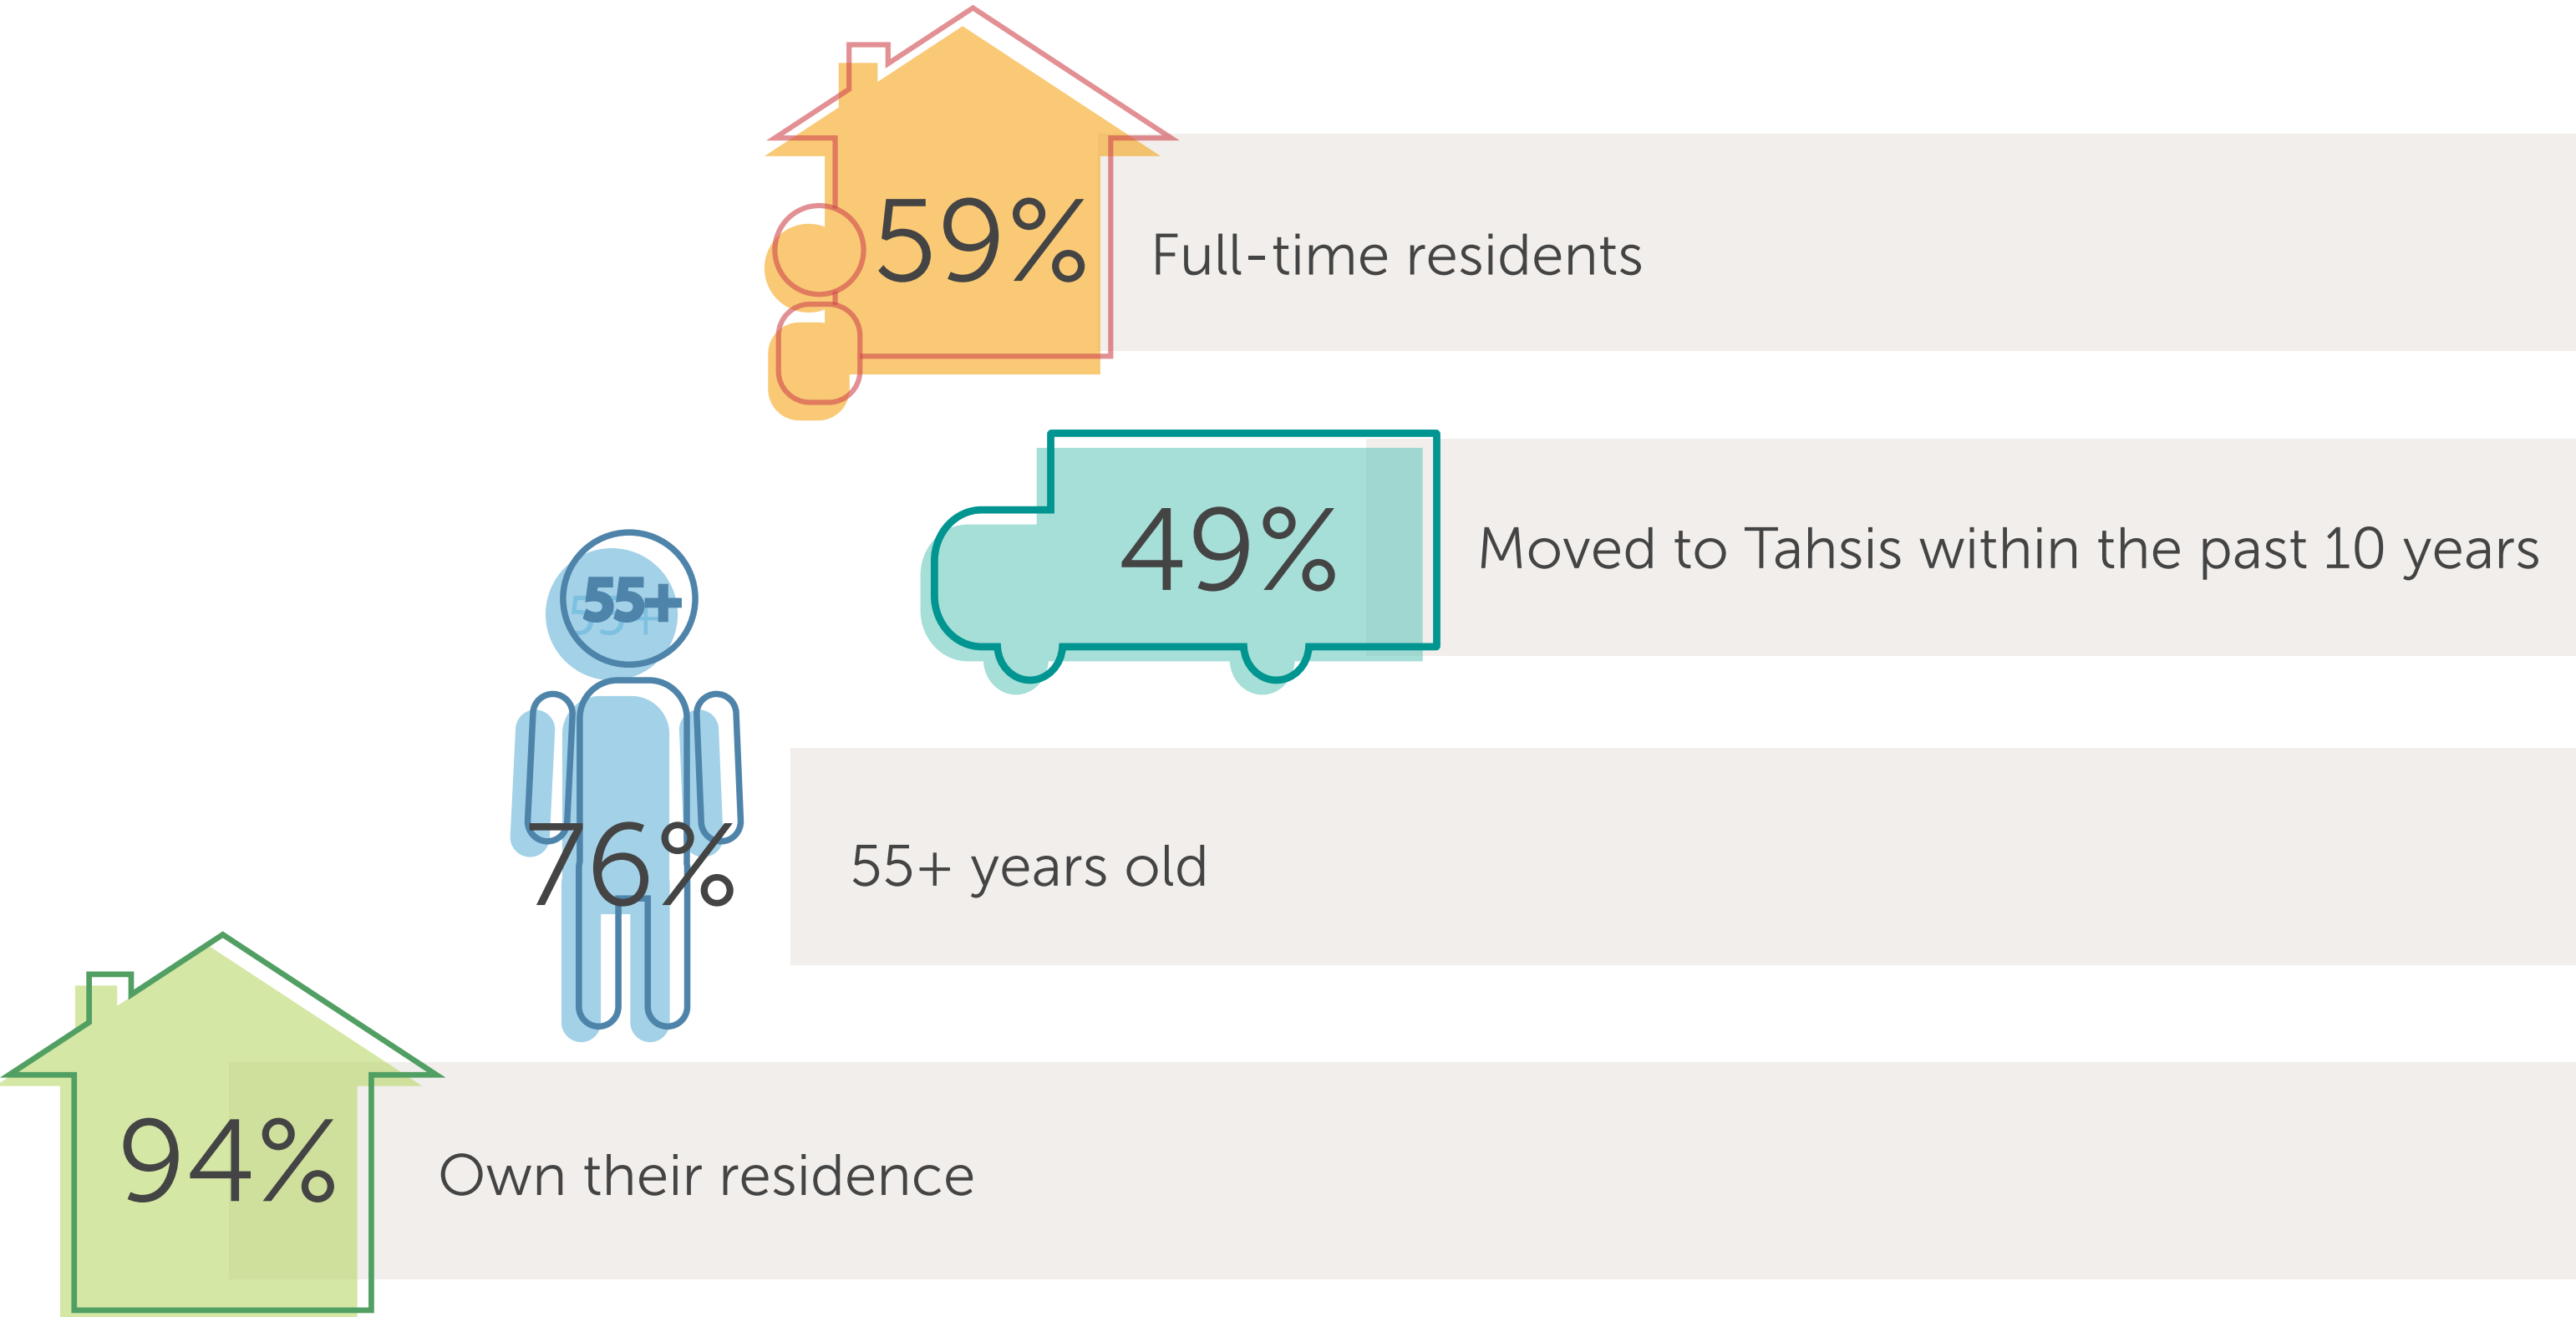 59%
Full-time residents
49%
Moved to Tahsis within the past 10 years
55+
76%
55+ years old
94%
Own their residence